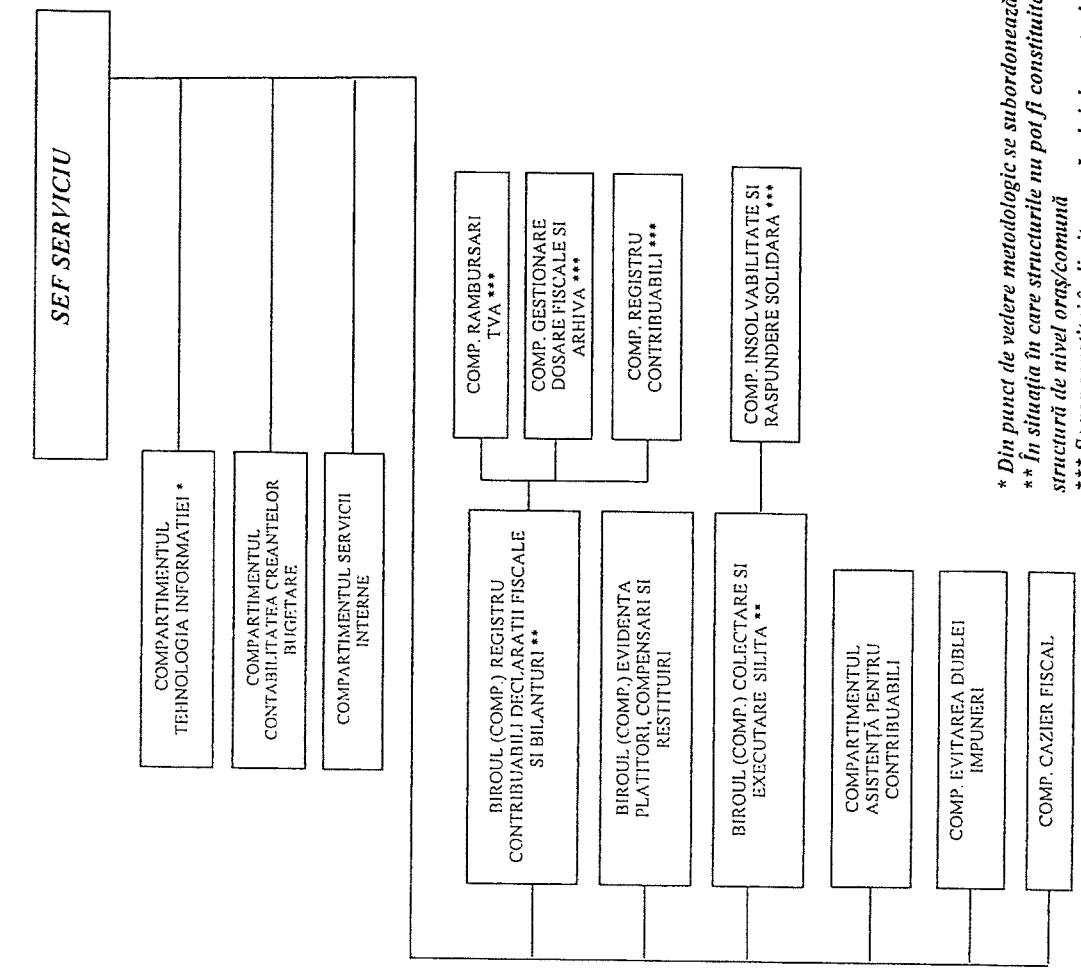 SEF SERVICIU
COMPARTIMENTUL
TEHNOLOGIA INFORMATIEI *
COMPARTIMENTUL
CONTABILITATEA CREANTELOR
BUGETARE
COMPARTIMENTUL SERVICII
INTERNE
BIROUL (COMP.) REGISTRU
CONTRIBUABILI DECLARATII FISCALE
SI BILANTURI **
COMP. RAMBURSARI
TVA ***
COMP. GESTIONARE
DOSARE FISCALE SI
ARHIVA ***
COMP. REGISTRU
CONTRIBUABILI ***
BIROUL (COMP.) EVIDENTA
PLATITORI, COMPENSARI SI
RESTITUIRI
BIROUL (COMP.) COLECTARE SI
EXECUTARE SILITA **
COMP. INSOLVABILITATE SI
RASPUNDERE SOLIDARA ***
COMPARTIMENTUL
ASISTENȚĂ PENTRU
CONTRIBUABILI
COMP. EVITAREA DUBLEI
IMPUNERI
COMP. CAZIER FISCAL
* Din punct de vedere metodologic se subordonează
** În situația în care structurile nu pot fi constituite
structură de nivel oraș/comună
***